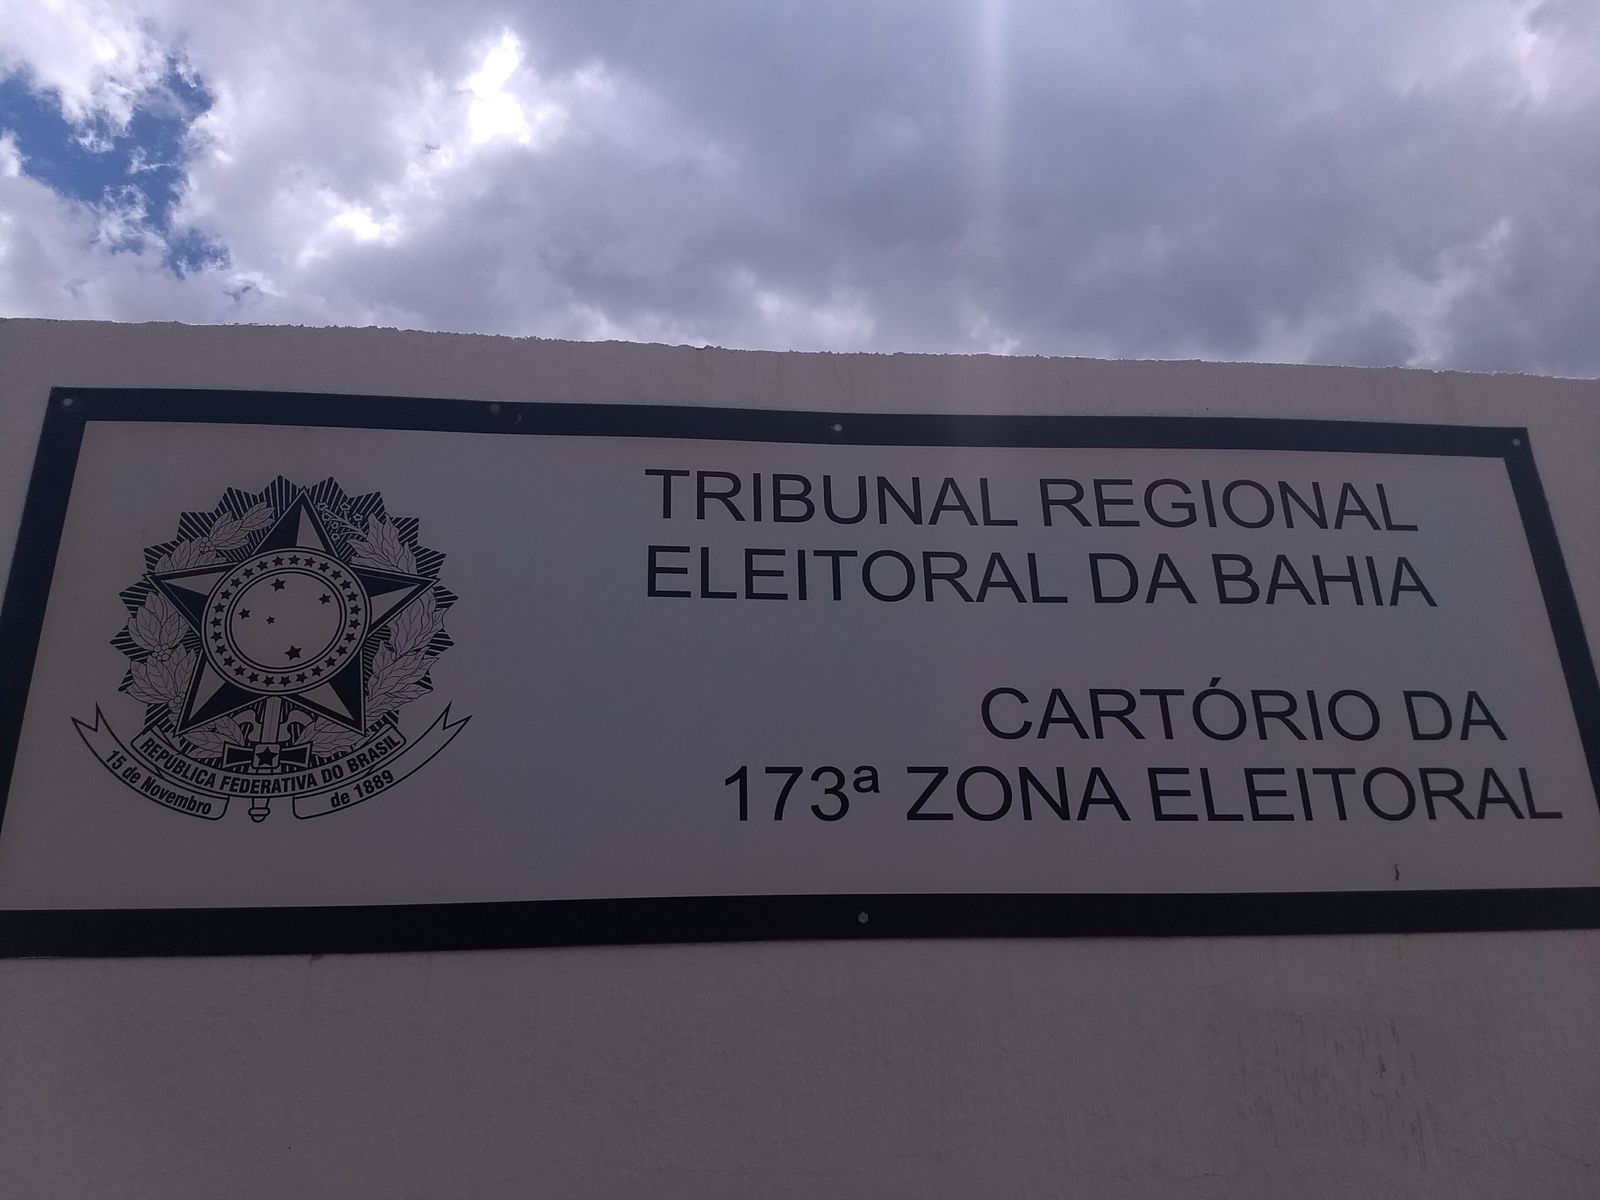 TRIBUNAL REGIONAL
ELEITORAL DA BAHIA
CARTÓRIO DA
173ª ZONA ELEITORAL
REPÚBLICA FEDERATIVA DO BRASIL
15 de Novembro
de 1889